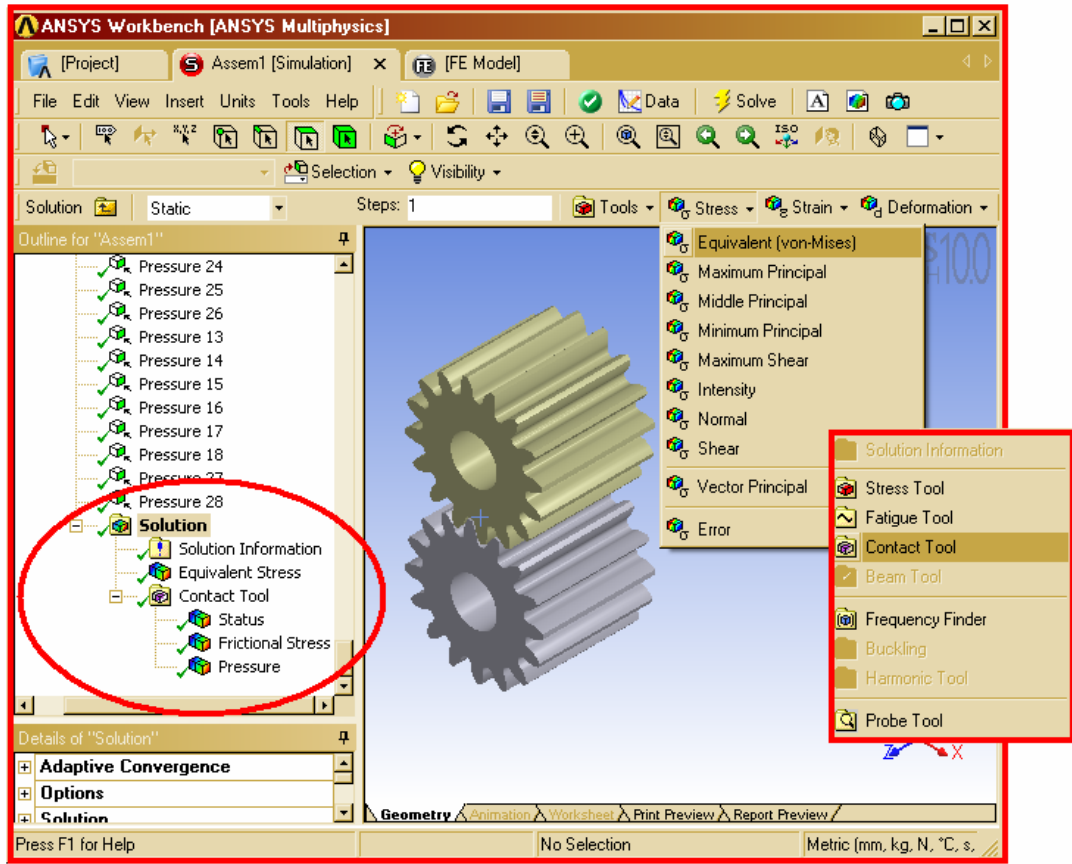 ANSYS Workbench [ANSYS Multiphysics]
[Project] Assem1 [Simulation] [FE Model]
File Edit View Insert Units Tools Help Data Solve
Selection Visibility
Solution Static Steps: 1 Tools Stress Strain Deformation
Outline for "Assem1"
Pressure 24
Pressure 25
Pressure 26
Pressure 13
Pressure 14
Pressure 15
Pressure 16
Pressure 17
Pressure 18
Pressure 27
Pressure 28
Solution
Solution Information
Equivalent Stress
Contact Tool
Status
Frictional Stress
Pressure
Details of "Solution"
Adaptive Convergence
Options
Solution
Equivalent (von-Mises)
Maximum Principal
Middle Principal
Minimum Principal
Maximum Shear
Intensity
Normal
Shear
Vector Principal
Error
Solution Information
Stress Tool
Fatigue Tool
Contact Tool
Beam Tool
Frequency Finder
Buckling
Harmonic Tool
Probe Tool
Z X
Geometry Animation Worksheet Print Preview Report Preview
Press F1 for Help No Selection Metric (mm, kg, N, °C, s,